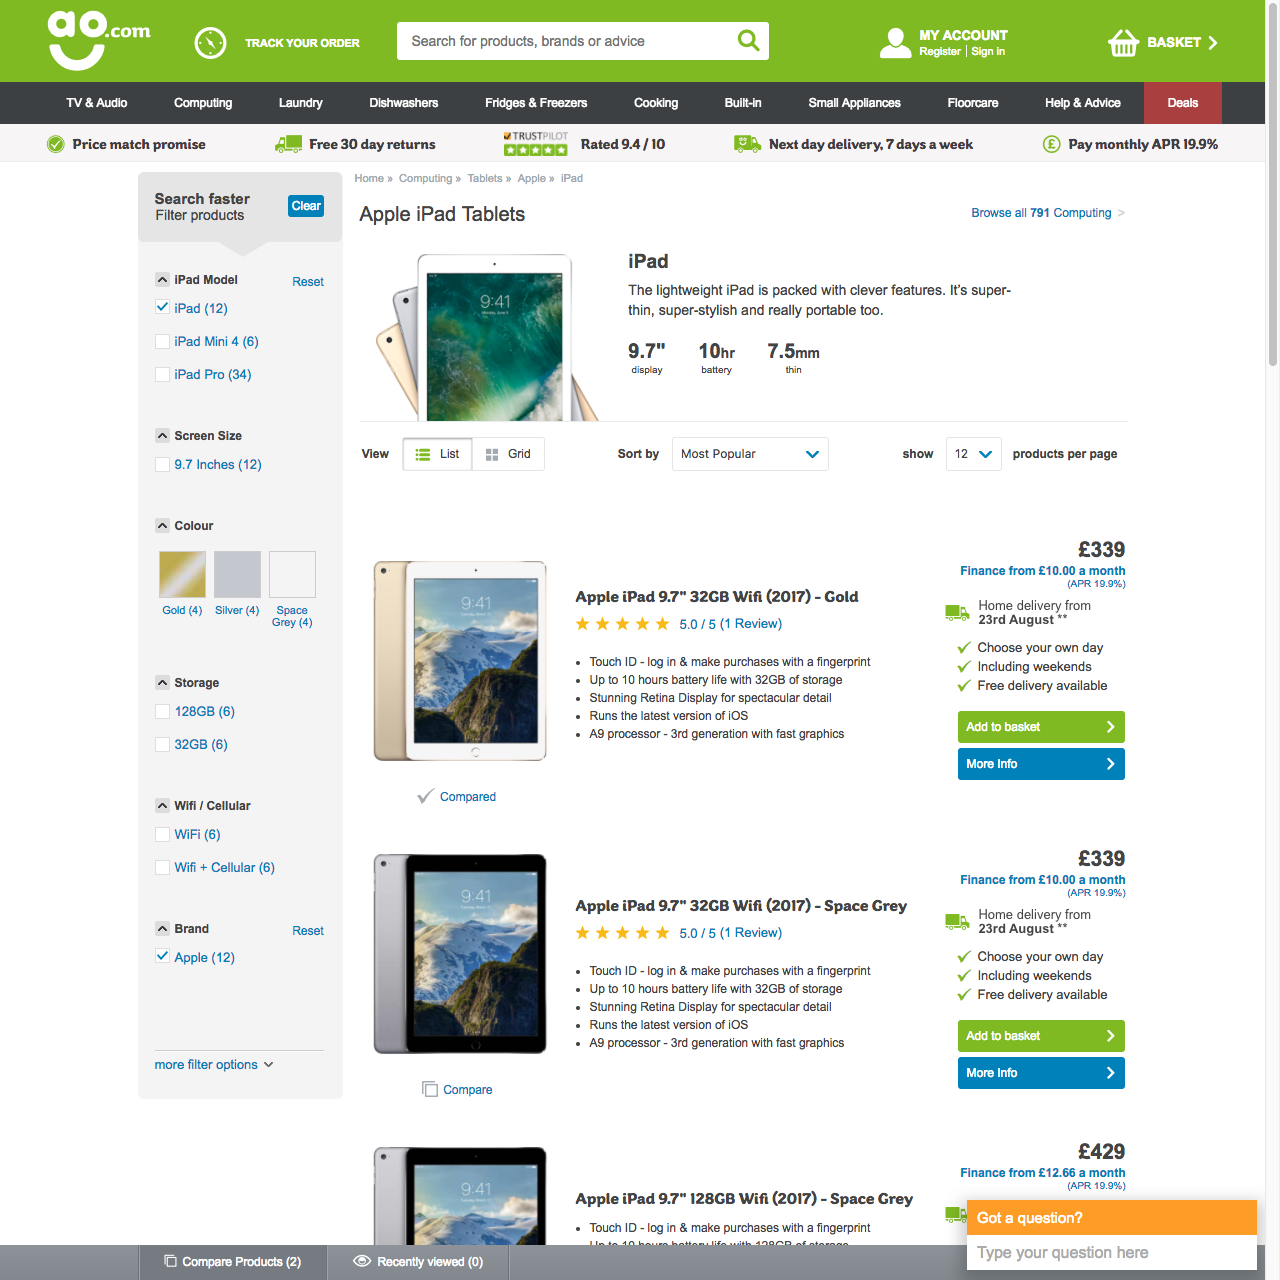 ao.com
TRACK YOUR ORDER
Search for products, brands or advice
MY ACCOUNT
Register | Sign in
BASKET
TV & Audio
Computing
Laundry
Dishwashers
Fridges & Freezers
Cooking
Built-in
Small Appliances
Floorcare
Help & Advice
Deals
Price match promise
Free 30 day returns
TRUSTPILOT
Rated 9.4 / 10
Next day delivery, 7 days a week
£ Pay monthly APR 19.9%
Search faster
Filter products
Clear
iPad Model
Reset
iPad (12)
iPad Mini 4 (6)
iPad Pro (34)
Screen Size
9.7 Inches (12)
Colour
Gold (4)
Silver (4)
Space
Grey (4)
Storage
128GB (6)
32GB (6)
Wifi / Cellular
WiFi (6)
Wifi + Cellular (6)
Brand
Reset
Apple (12)
more filter options
Home » Computing » Tablets » Apple » iPad
Apple iPad Tablets
Browse all 791 Computing >
9:41
iPad
The lightweight iPad is packed with clever features. It's super-
thin, super-stylish and really portable too.
9.7" 10hr 7.5mm
display battery thin
View List Grid
Sort by Most Popular
show 12 products per page
9:41
Compared
Apple iPad 9.7" 32GB Wifi (2017) - Gold
5.0 / 5 (1 Review)
Touch ID - log in & make purchases with a fingerprint
Up to 10 hours battery life with 32GB of storage
Stunning Retina Display for spectacular detail
Runs the latest version of iOS
A9 processor - 3rd generation with fast graphics
£339
Finance from £10.00 a month
(APR 19.9%)
Home delivery from
23rd August **
Choose your own day
Including weekends
Free delivery available
Add to basket
More Info
9:41
Compare
Apple iPad 9.7" 32GB Wifi (2017) - Space Grey
5.0 / 5 (1 Review)
Touch ID - log in & make purchases with a fingerprint
Up to 10 hours battery life with 32GB of storage
Stunning Retina Display for spectacular detail
Runs the latest version of iOS
A9 processor - 3rd generation with fast graphics
£339
Finance from £10.00 a month
(APR 19.9%)
Home delivery from
23rd August **
Choose your own day
Including weekends
Free delivery available
Add to basket
More Info
9:41
Apple iPad 9.7" 128GB Wifi (2017) - Space Grey
Touch ID - log in & make purchases with a fingerprint
Up to 10 hours battery life with 128GB of storage
£429
Finance from £12.66 a month
(APR 19.9%)
Got a question?
Type your question here
Compare Products (2)
Recently viewed (0)